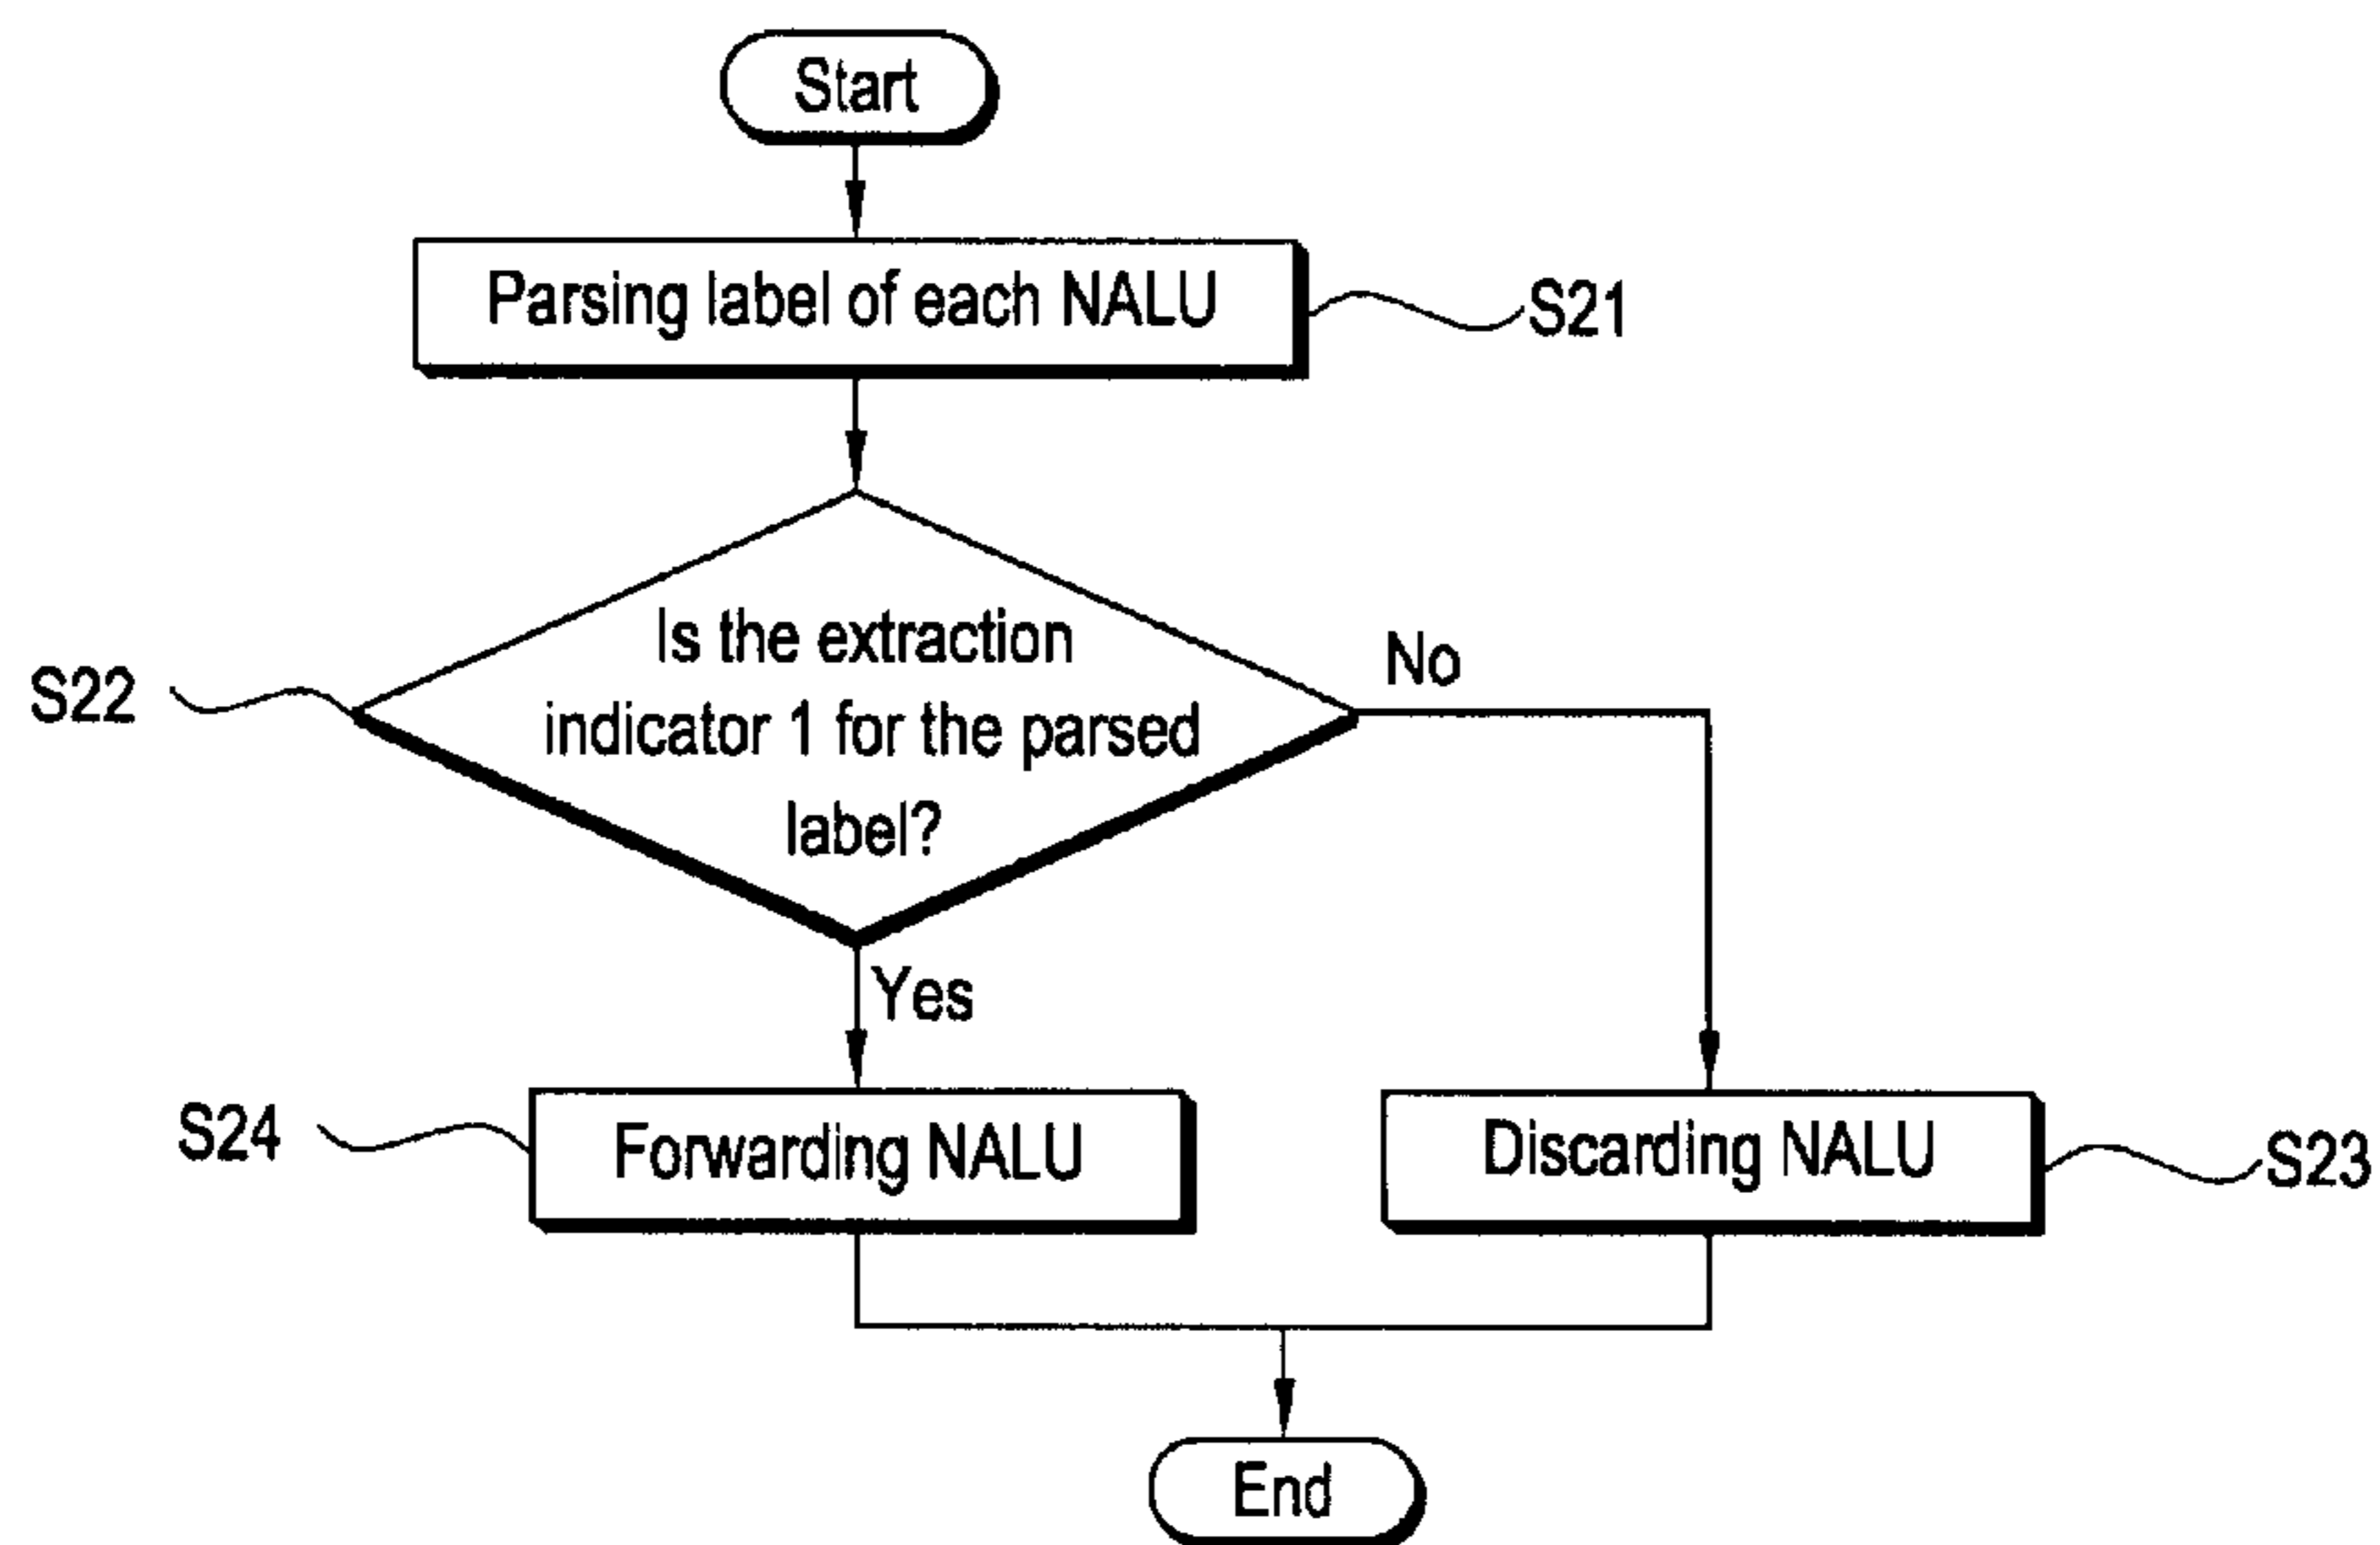 Start
Parsing label of each NALU
S21
Is the extraction
indicator 1 for the parsed
label?
S22
No
Yes
S24
Forwarding NALU
Discarding NALU
S23
End